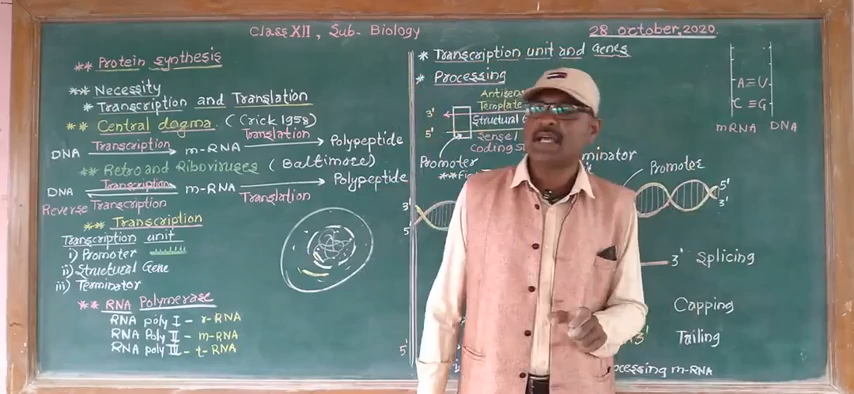 Class XII, Sub- Biology
28 october, 2020
** Protein synthesis
** Necessity
* Transcription and Translation
** Central dogma (Crick 1958)
DNA Transcription m-RNA Translation Polypeptide
** Retro and Riboviruses (Baltimore)
DNA Transcription m-RNA Translation Polypeptide
Reverse Transcription
** Transcription
Transcription unit
i) Promoter
ii) Structural Gene
iii) Terminator
** RNA Polymerase
RNA poly I - r-RNA
RNA Poly II - m-RNA
RNA poly III - t-RNA
* Transcription unit and Genes
* Processing
Template
3'
Structural
5'
Coding S
Promoter
minator
Promoter
3'
5'
5'
3'
A≡U
C≡G
mRNA DNA
3' Splicing
Capping
3' Tailing
5'
cessing m-RNA